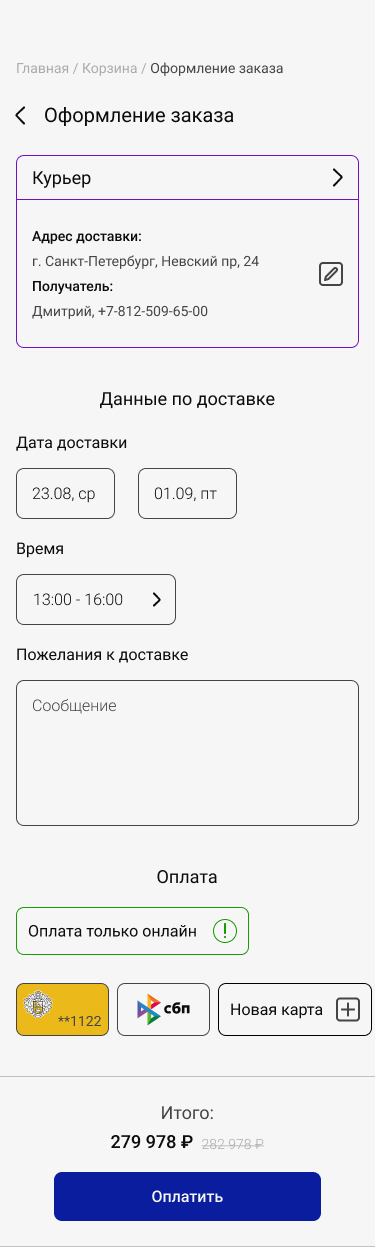 Главная / Корзина / Оформление заказа
Оформление заказа
Курьер
Адрес доставки:
г. Санкт-Петербург, Невский пр, 24
Получатель:
Дмитрий, +7-812-509-65-00
Данные по доставке
Дата доставки
23.08, ср 01.09, пт
Время
13:00 - 16:00
Пожелания к доставке
Сообщение
Оплата
Оплата только онлайн
**1122 сбп Новая карта
Итого:
279 978 ₽ 282 978 ₽
Оплатить